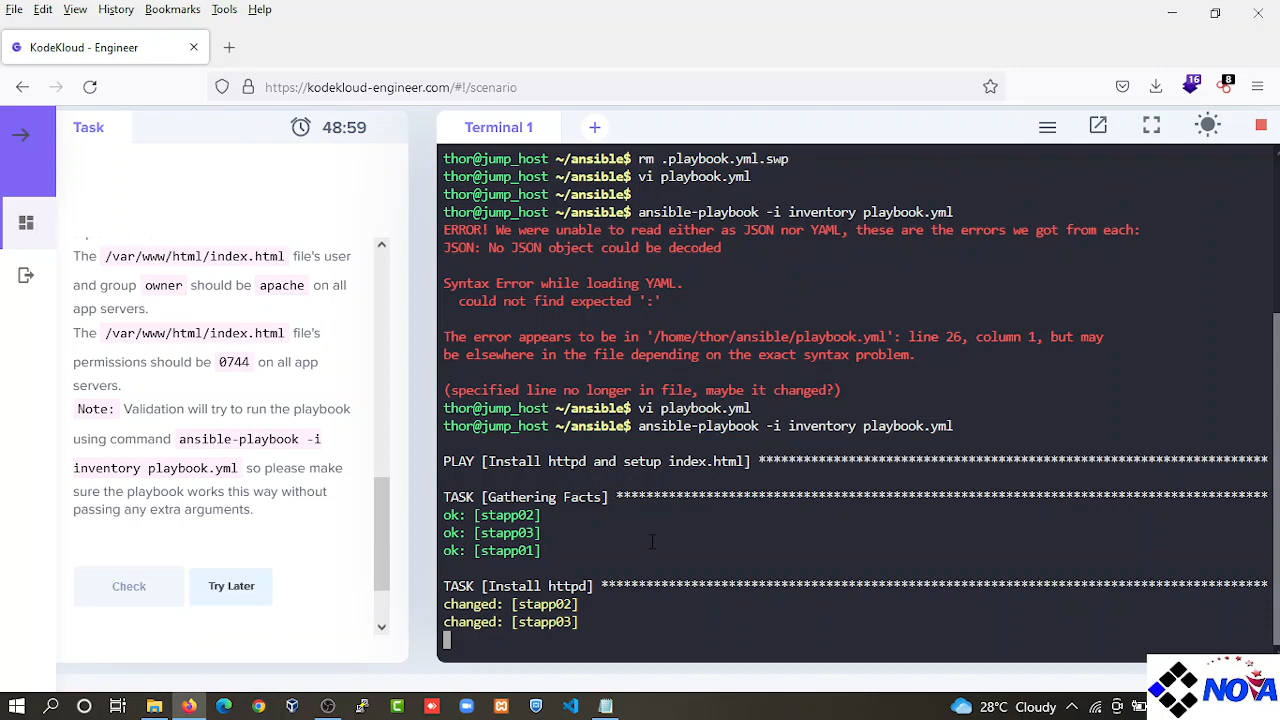 File Edit View History Bookmarks Tools Help
KodeKloud - Engineer
https://kodekloud-engineer.com/#!/scenario
16
8
Task
48:59
Terminal 1
The /var/www/html/index.html file's user
and group owner should be apache on all
app servers.
The /var/www/html/index.html file's
permissions should be 0744 on all app
servers.
Note: Validation will try to run the playbook
using command ansible-playbook -i
inventory playbook.yml so please make
sure the playbook works this way without
passing any extra arguments.
Check
Try Later
thor@jump_host ~/ansible$ rm .playbook.yml.swp
thor@jump_host ~/ansible$ vi playbook.yml
thor@jump_host ~/ansible$
thor@jump_host ~/ansible$ ansible-playbook -i inventory playbook.yml
ERROR! We were unable to read either as JSON nor YAML, these are the errors we got from each:
JSON: No JSON object could be decoded
Syntax Error while loading YAML.
could not find expected ':'
The error appears to be in '/home/thor/ansible/playbook.yml': line 26, column 1, but may
be elsewhere in the file depending on the exact syntax problem.
(specified line no longer in file, maybe it changed?)
thor@jump_host ~/ansible$ vi playbook.yml
thor@jump_host ~/ansible$ ansible-playbook -i inventory playbook.yml
PLAY [Install httpd and setup index.html] ********************************************************************
TASK [Gathering Facts] ***************************************************************************************
ok: [stapp02]
ok: [stapp03]
ok: [stapp01]
TASK [Install httpd] *****************************************************************************************
changed: [stapp02]
changed: [stapp03]
NOVA
28°C Cloudy